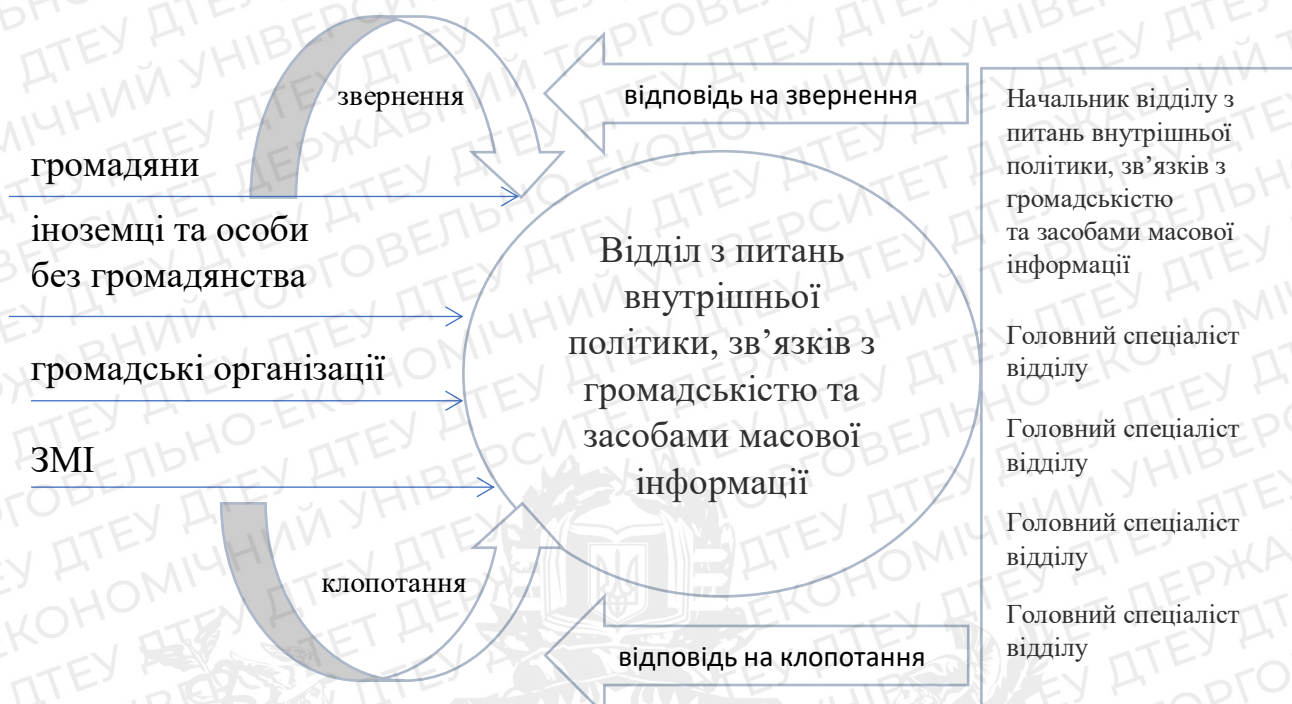 звернення
відповідь на звернення
громадяни
іноземці та особи
без громадянства
громадські організації
ЗМІ
клопотання
відповідь на клопотання
Відділ з питань
внутрішньої
політики, зв’язків з
громадськістю та
засобами масової
інформації
Начальник відділу з
питань внутрішньої
політики, зв’язків з
громадськістю
та засобами масової
інформації
Головний спеціаліст
відділу
Головний спеціаліст
відділу
Головний спеціаліст
відділу
Головний спеціаліст
відділу